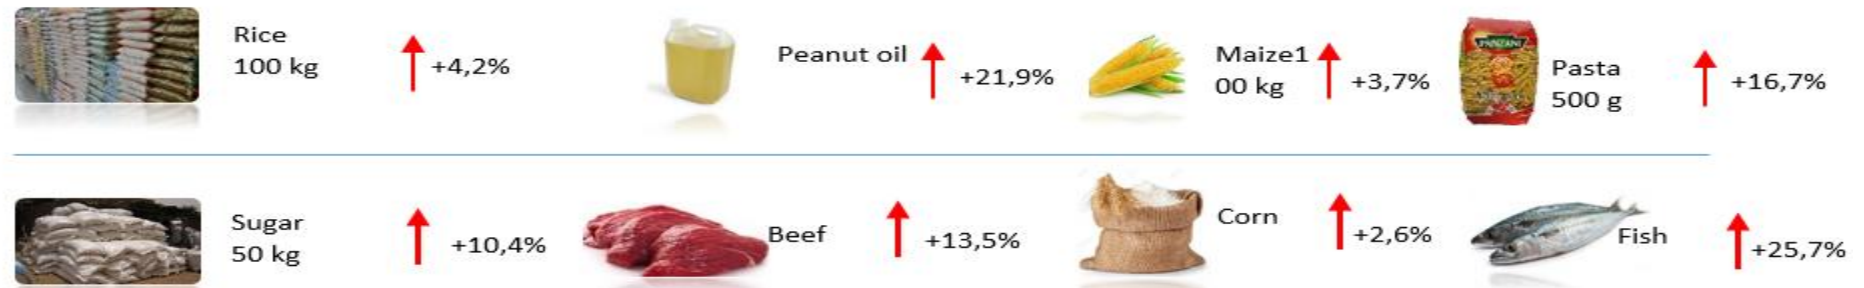 Rice
100 kg
+4,2%
Peanut oil
+21,9%
Maize1
00 kg
+3,7%
PANZANI
Pasta
500 g
+16,7%
Sugar
50 kg
+10,4%
Beef
+13,5%
Corn
+2,6%
Fish
+25,7%